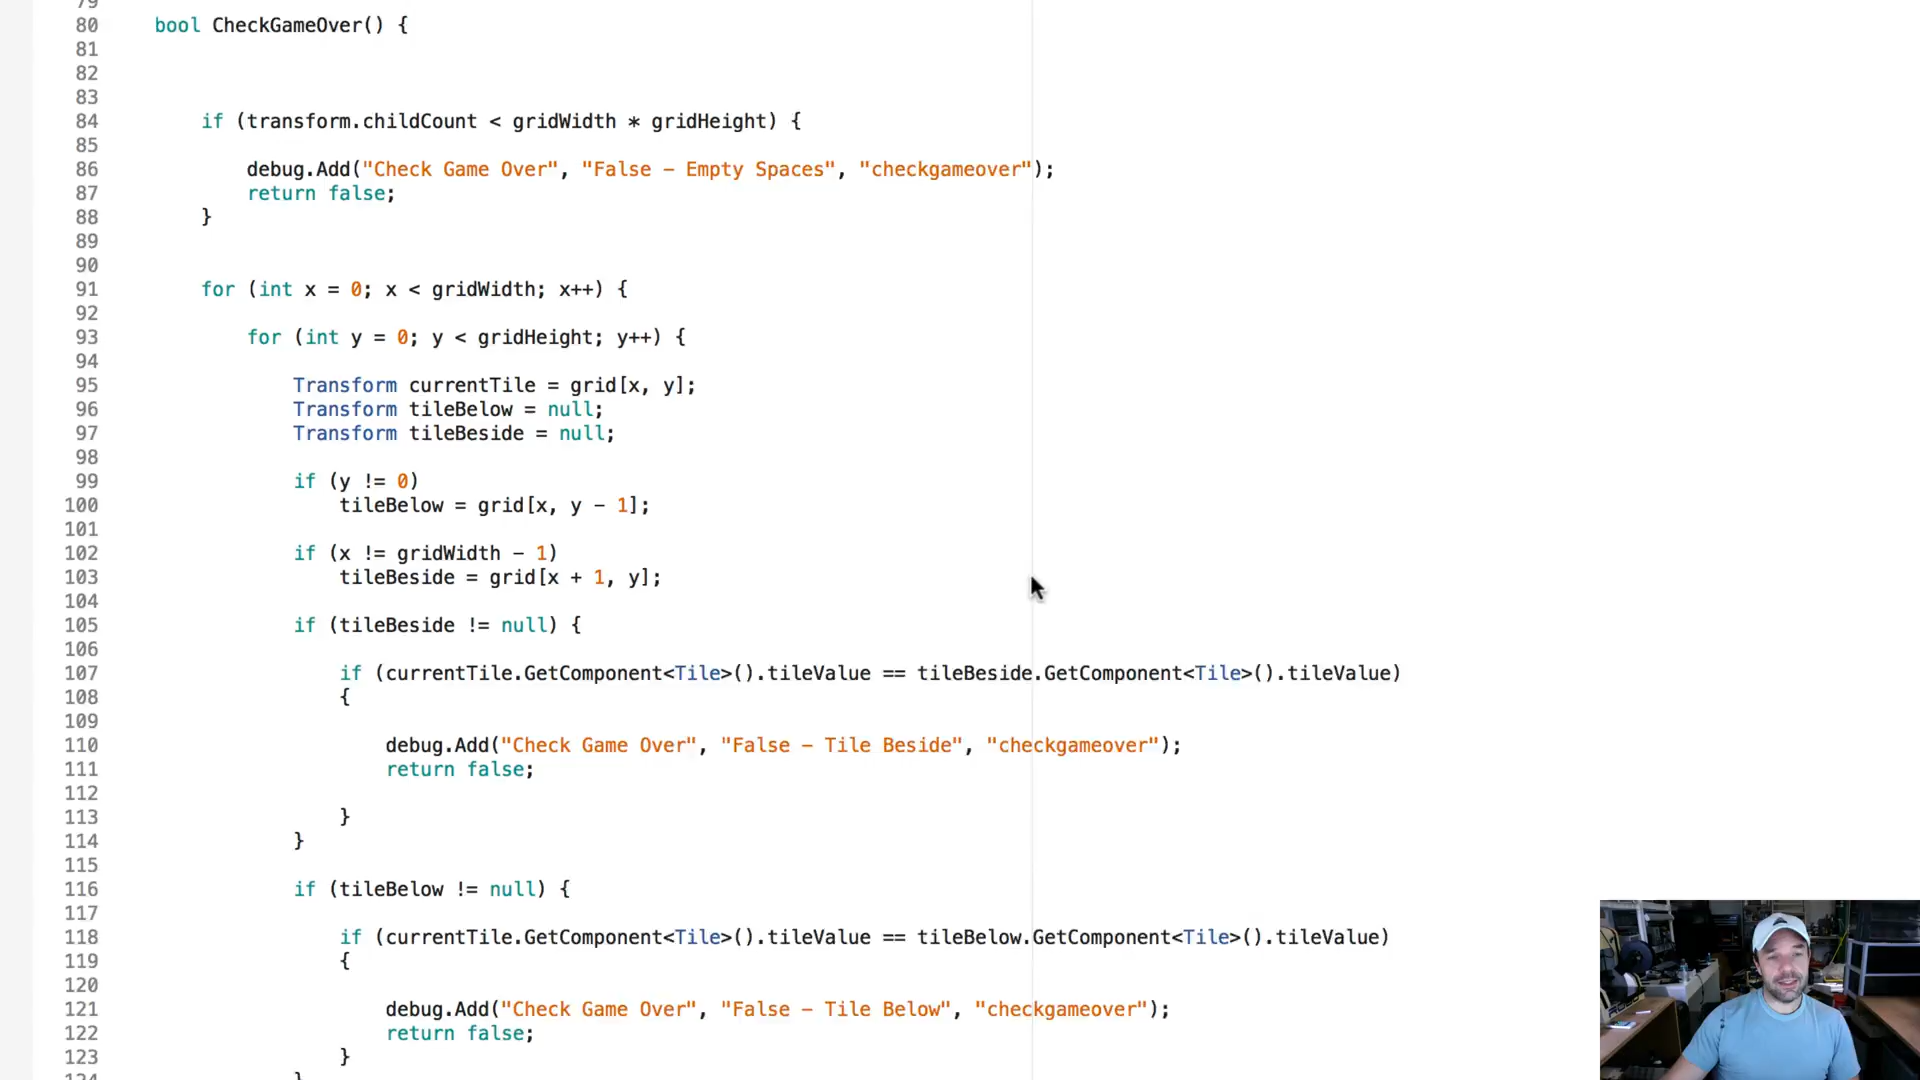 79
80 bool CheckGameOver() {
81
82
83
84 if (transform.childCount < gridWidth * gridHeight) {
85
86 debug.Add("Check Game Over", "False – Empty Spaces", "checkgameover");
87 return false;
88 }
89
90
91 for (int x = 0; x < gridWidth; x++) {
92
93 for (int y = 0; y < gridHeight; y++) {
94
95 Transform currentTile = grid[x, y];
96 Transform tileBelow = null;
97 Transform tileBeside = null;
98
99 if (y != 0)
100 tileBelow = grid[x, y – 1];
101
102 if (x != gridWidth – 1)
103 tileBeside = grid[x + 1, y];
104
105 if (tileBeside != null) {
106
107 if (currentTile.GetComponent<Tile>().tileValue == tileBeside.GetComponent<Tile>().tileValue)
108 {
109
110 debug.Add("Check Game Over", "False – Tile Beside", "checkgameover");
111 return false;
112
113 }
114 }
115
116 if (tileBelow != null) {
117
118 if (currentTile.GetComponent<Tile>().tileValue == tileBelow.GetComponent<Tile>().tileValue)
119 {
120
121 debug.Add("Check Game Over", "False – Tile Below", "checkgameover");
122 return false;
123 }
124 }